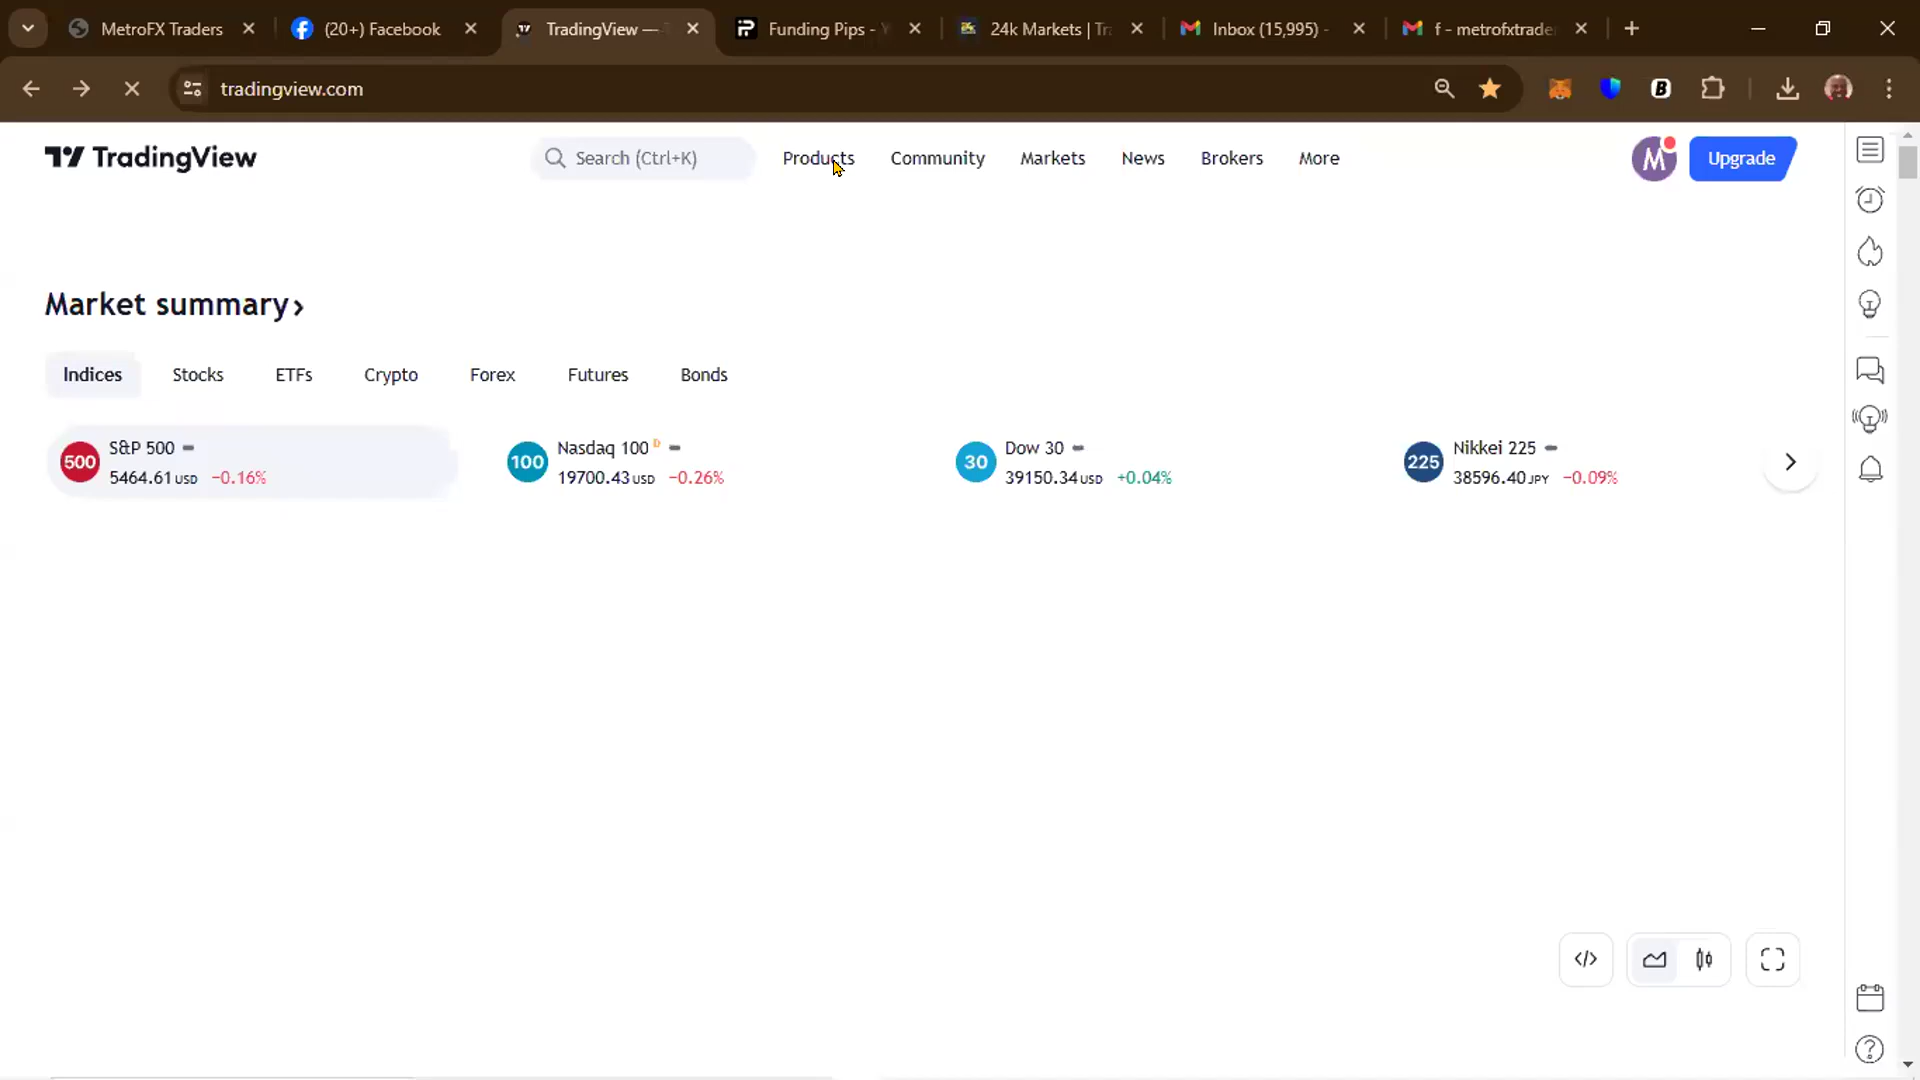 MetroFX Traders
(20+) Facebook
TradingView —
Funding Pips -
24k Markets | Tr
Inbox (15,995) -
f - metrofxtrade
tradingview.com
TradingView
Search (Ctrl+K)
Products
Community
Markets
News
Brokers
More
M
Upgrade
Market summary
Indices
Stocks
ETFs
Crypto
Forex
Futures
Bonds
500
S&P 500
5464.61 USD −0.16%
100
Nasdaq 100 D
19700.43 USD −0.26%
30
Dow 30
39150.34 USD +0.04%
225
Nikkei 225
38596.40 JPY −0.09%